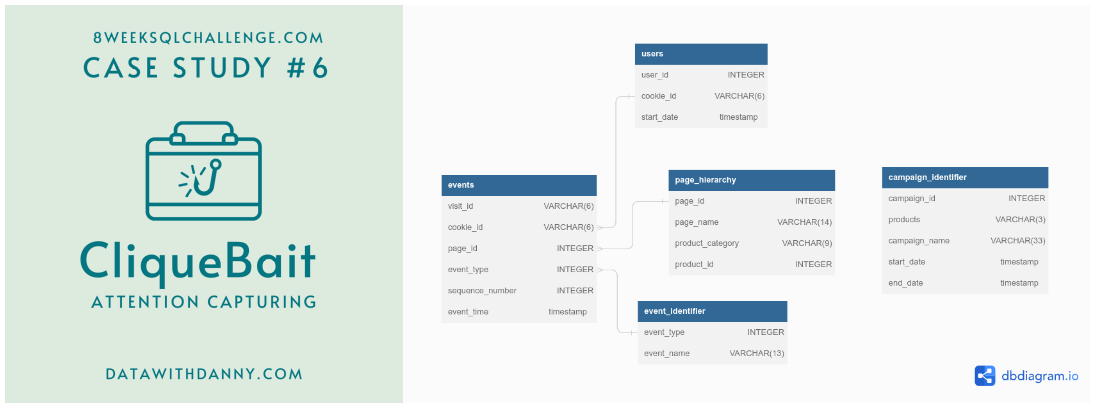 8WEEKSQLCHALLENGE.COM
CASE STUDY #6
CliqueBait
ATTENTION CAPTURING
DATAWITHDANNY.COM
users
user_id INTEGER
cookie_id VARCHAR(6)
start_date timestamp
events
visit_id VARCHAR(6)
cookie_id VARCHAR(6)
page_id INTEGER
event_type INTEGER
sequence_number INTEGER
event_time timestamp
page_hierarchy
page_id INTEGER
page_name VARCHAR(14)
product_category VARCHAR(9)
product_id INTEGER
event_identifier
event_type INTEGER
event_name VARCHAR(13)
campaign_identifier
campaign_id INTEGER
products VARCHAR(3)
campaign_name VARCHAR(33)
start_date timestamp
end_date timestamp
dbdiagram.io